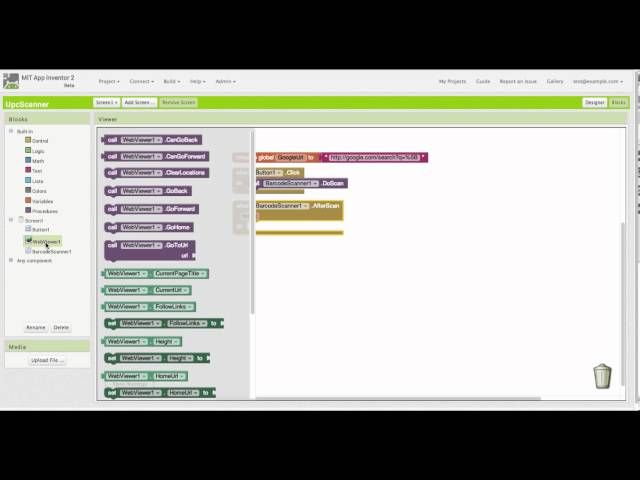 MIT App Inventor 2
Beta
Project Connect Build Help Admin
My Projects Guide Report an Issue Gallery test@example.com
UpcScanner
Screen1 Add Screen ... Remove Screen
Designer Blocks
Blocks
Viewer
Built-in
Control
Logic
Math
Text
Lists
Colors
Variables
Procedures
Screen1
Button1
WebViewer1
BarcodeScanner1
Any component
Rename Delete
Media
Upload File ...
call WebViewer1 .CanGoBack
call WebViewer1 .CanGoForward
call WebViewer1 .ClearLocations
call WebViewer1 .GoBack
call WebViewer1 .GoForward
call WebViewer1 .GoHome
call WebViewer1 .GoToUrl
url
WebViewer1 . CurrentPageTitle
WebViewer1 . CurrentUrl
WebViewer1 . FollowLinks
set WebViewer1 . FollowLinks to
WebViewer1 . Height
set WebViewer1 . Height to
WebViewer1 . HomeUrl
set WebViewer1 . HomeUrl to
global GoogleUrl to " http://google.com/search?q=%5B "
Button1 .Click
BarcodeScanner1 .DoScan
BarcodeScanner1 .AfterScan